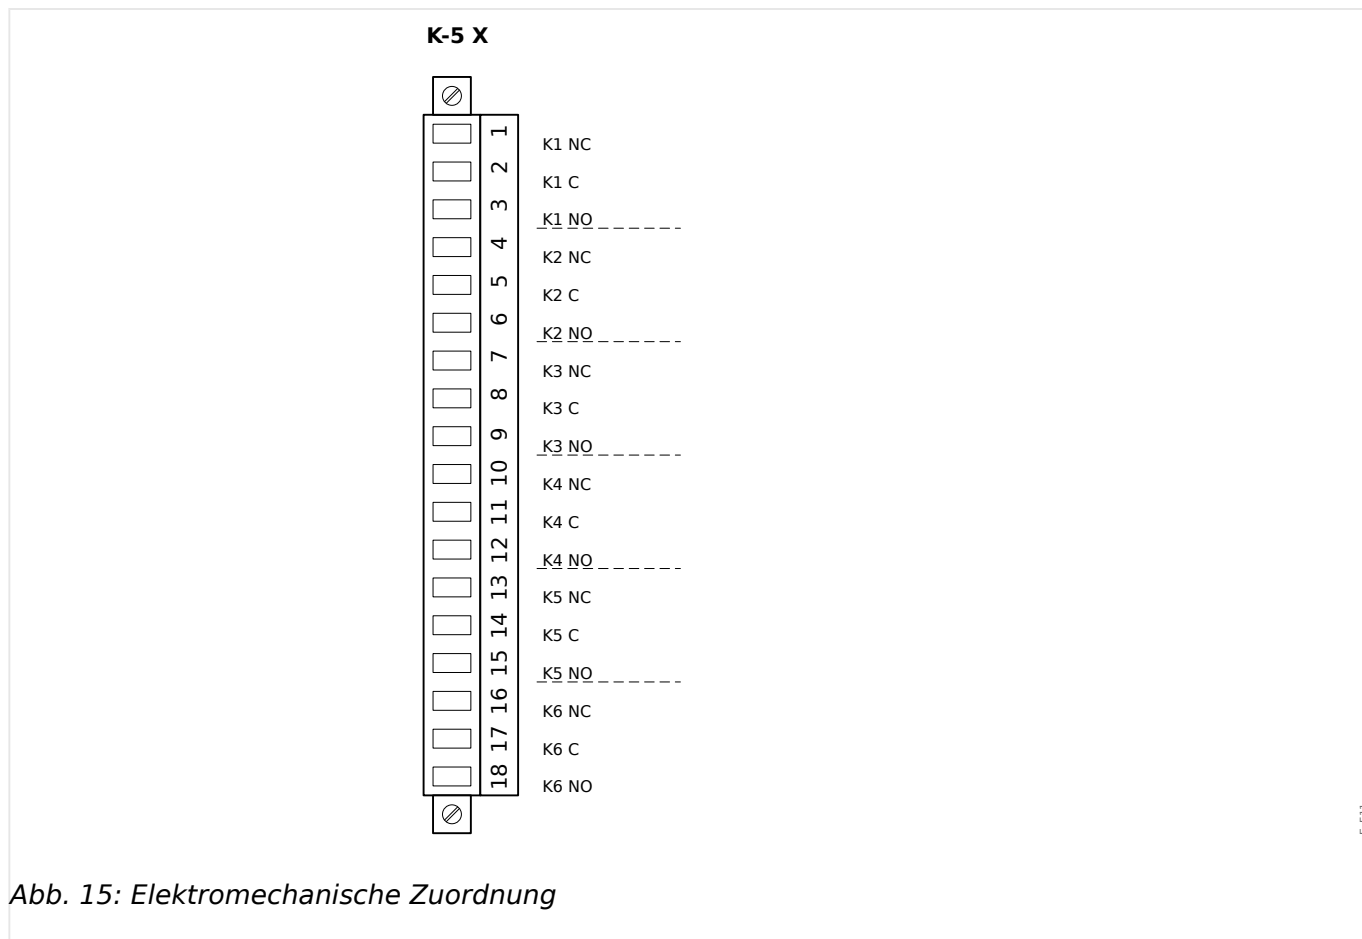 K-5 X
1 K1 NC
2 K1 C
3 K1 NO
4 K2 NC
5 K2 C
6 K2 NO
7 K3 NC
8 K3 C
9 K3 NO
10 K4 NC
11 K4 C
12 K4 NO
13 K5 NC
14 K5 C
15 K5 NO
16 K6 NC
17 K6 C
18 K6 NO
Abb. 15: Elektromechanische Zuordnung